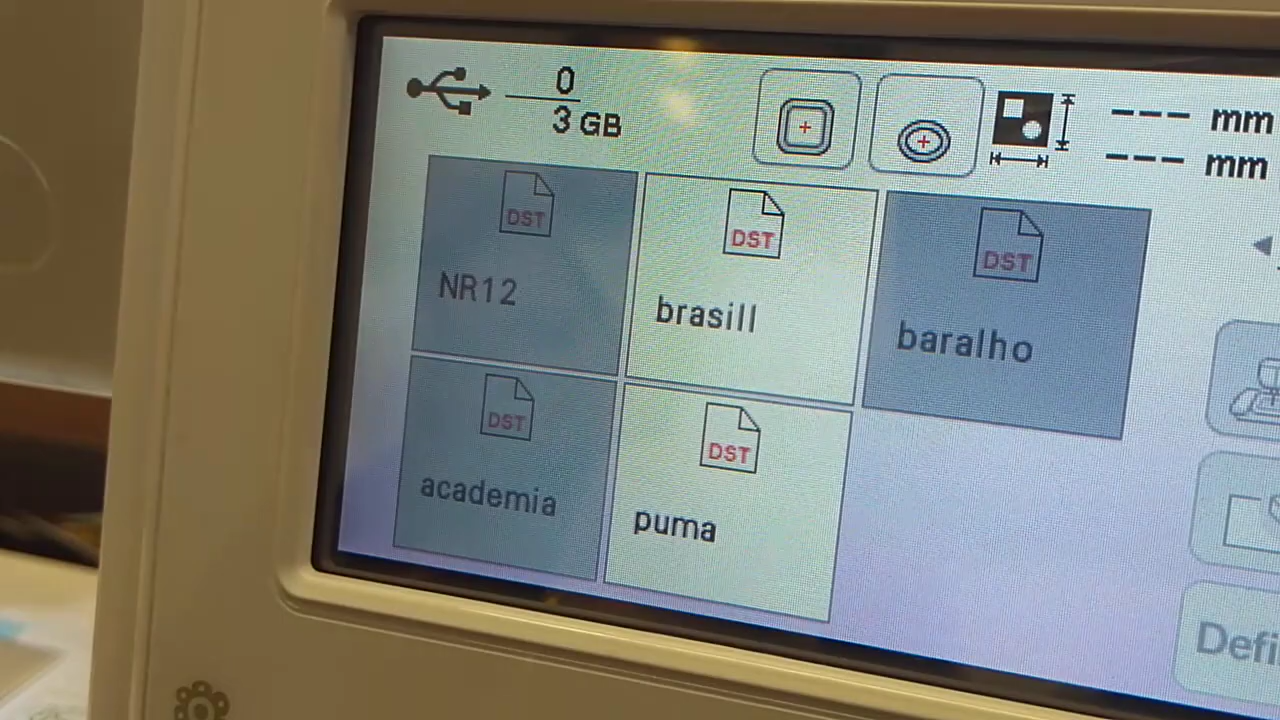 0
3 GB
--- mm
--- mm
DST
NR12
DST
brasill
DST
baralho
DST
academia
DST
puma
Defi